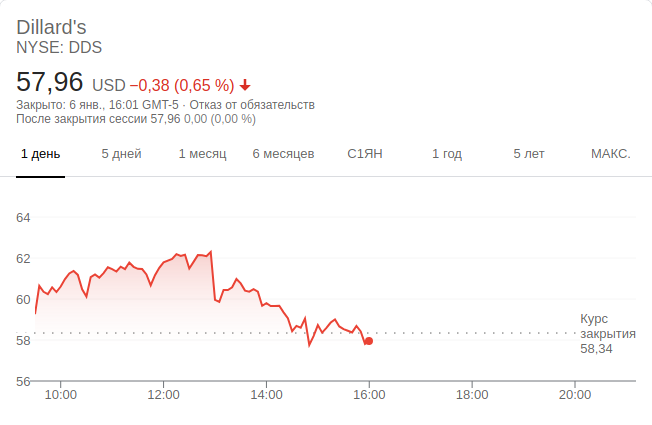 Dillard's
NYSE: DDS
57,96 USD −0,38 (0,65 %)
Закрыто: 6 янв., 16:01 GMT-5 · Отказ от обязательств
После закрытия сессии 57,96 0,00 (0,00 %)
1 день 5 дней 1 месяц 6 месяцев С1ЯН 1 год 5 лет МАКС.
64
62
60
Курс
закрытия
58,34
58
56
10:00 12:00 14:00 16:00 18:00 20:00